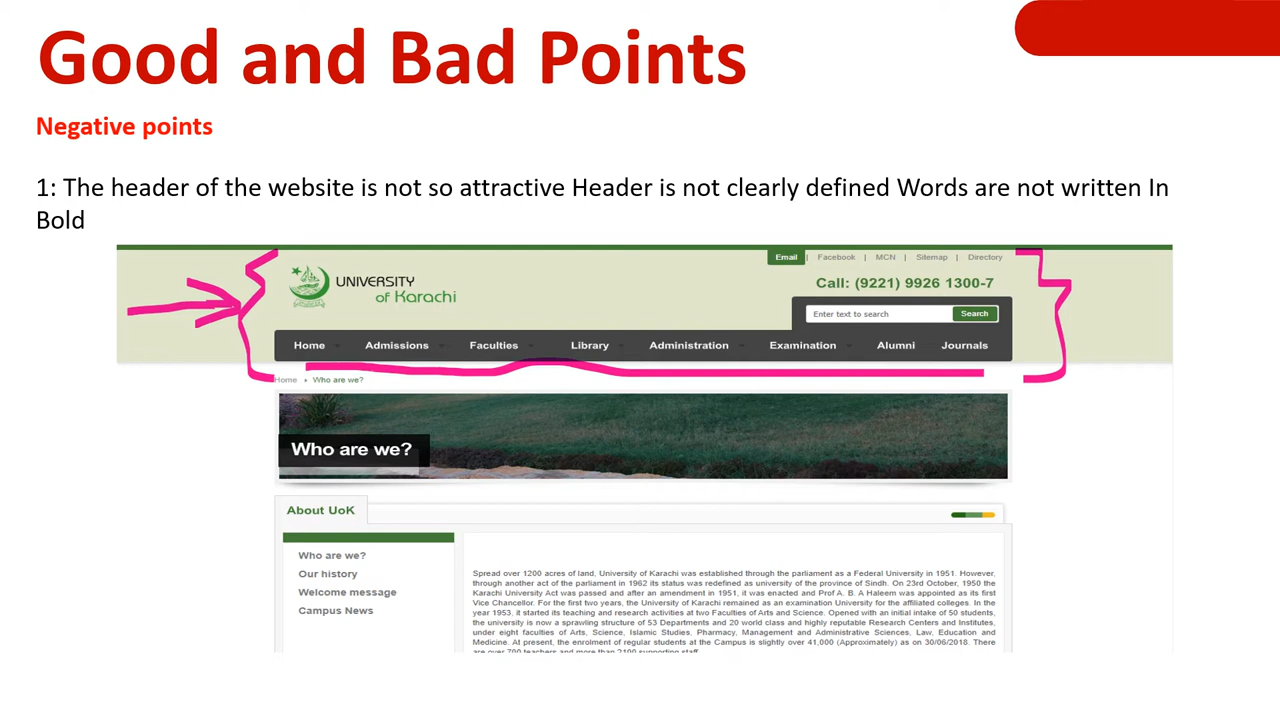 Good and Bad Points
Negative points
1: The header of the website is not so attractive Header is not clearly defined Words are not written In
Bold
Email | Facebook | MCN | Sitemap | Directory
UNIVERSITY
of Karachi
Call: (9221) 9926 1300-7
Enter text to search Search
Home Admissions Faculties Library Administration Examination Alumni Journals
Home Who are we?
Who are we?
About UoK
Who are we?
Our history
Welcome message
Campus News
Spread over 1200 acres of land, University of Karachi was established through the parliament as a Federal University in 1951. However,
through another act of the parliament in 1962 its status was redefined as university of the province of Sindh. On 23rd October, 1950 the
Karachi University Act was passed and after an amendment in 1951, it was enacted and Prof A. B. A Haleem was appointed as its first
Vice Chancellor. For the first two years, the University of Karachi remained as an examination University for the affiliated colleges. In the
year 1953, it started its teaching and research activities at two Faculties of Arts and Science. Opened with an initial intake of 50 students,
the university is now a sprawling structure of 53 Departments and 20 world class and highly reputable Research Centers and Institutes,
under eight faculties of Arts, Science, Islamic Studies, Pharmacy, Management and Administrative Sciences, Law, Education and
Medicine. At present, the enrolment of regular students at the Campus is slightly over 41,000 (Approximately) as on 30/06/2018. There
are over 700 teachers and more than 2100 supporting staff.